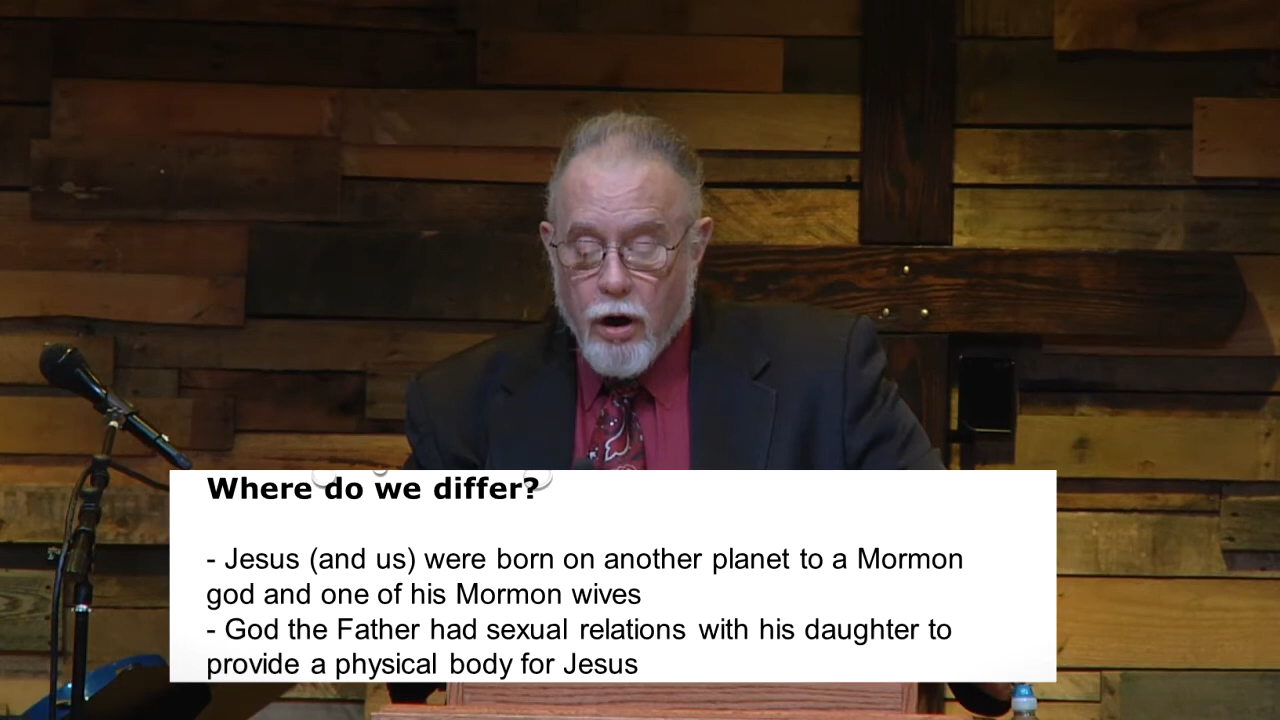 Where do we differ?
- Jesus (and us) were born on another planet to a Mormon
god and one of his Mormon wives
- God the Father had sexual relations with his daughter to
provide a physical body for Jesus